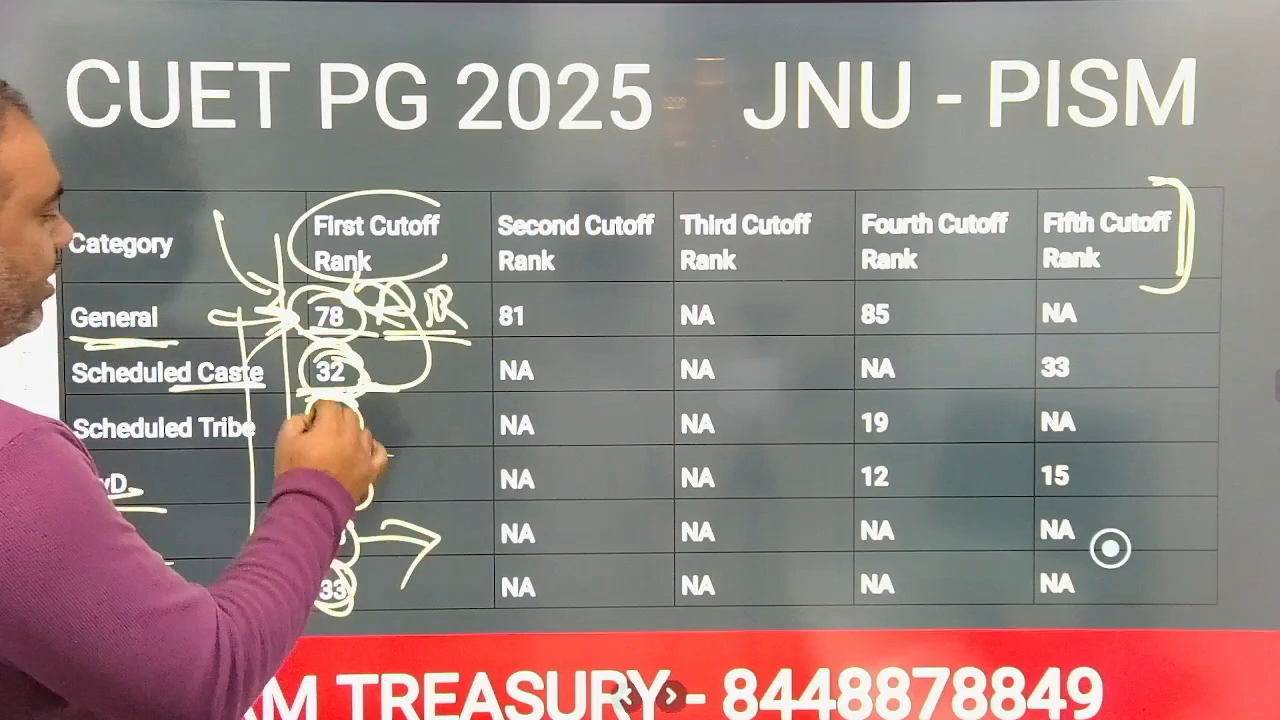 CUET PG 2025 JNU - PISM
Category First Cutoff Rank Second Cutoff Rank Third Cutoff Rank Fourth Cutoff Rank Fifth Cutoff Rank
General 78 81 NA 85 NA
Scheduled Caste 32 NA NA NA 33
Scheduled Tribe NA NA 19 NA
NA NA 12 15
NA NA NA NA
33 NA NA NA NA
TREASURY - 8448878849